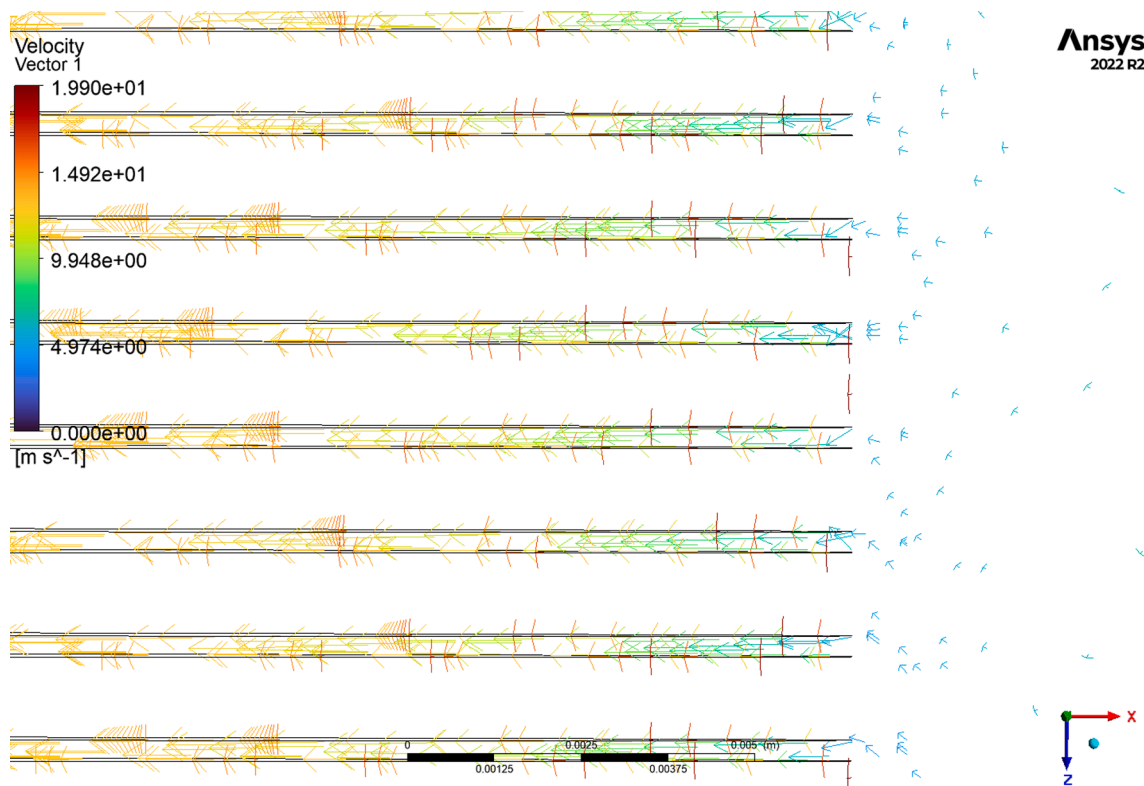 Ansys
2022 R2
Velocity
Vector 1
1.990e+01
1.492e+01
9.948e+00
4.974e+00
0.000e+00
[m s^-1]
0
0.0025
0.005 (m)
0.00125
0.00375
X
Z